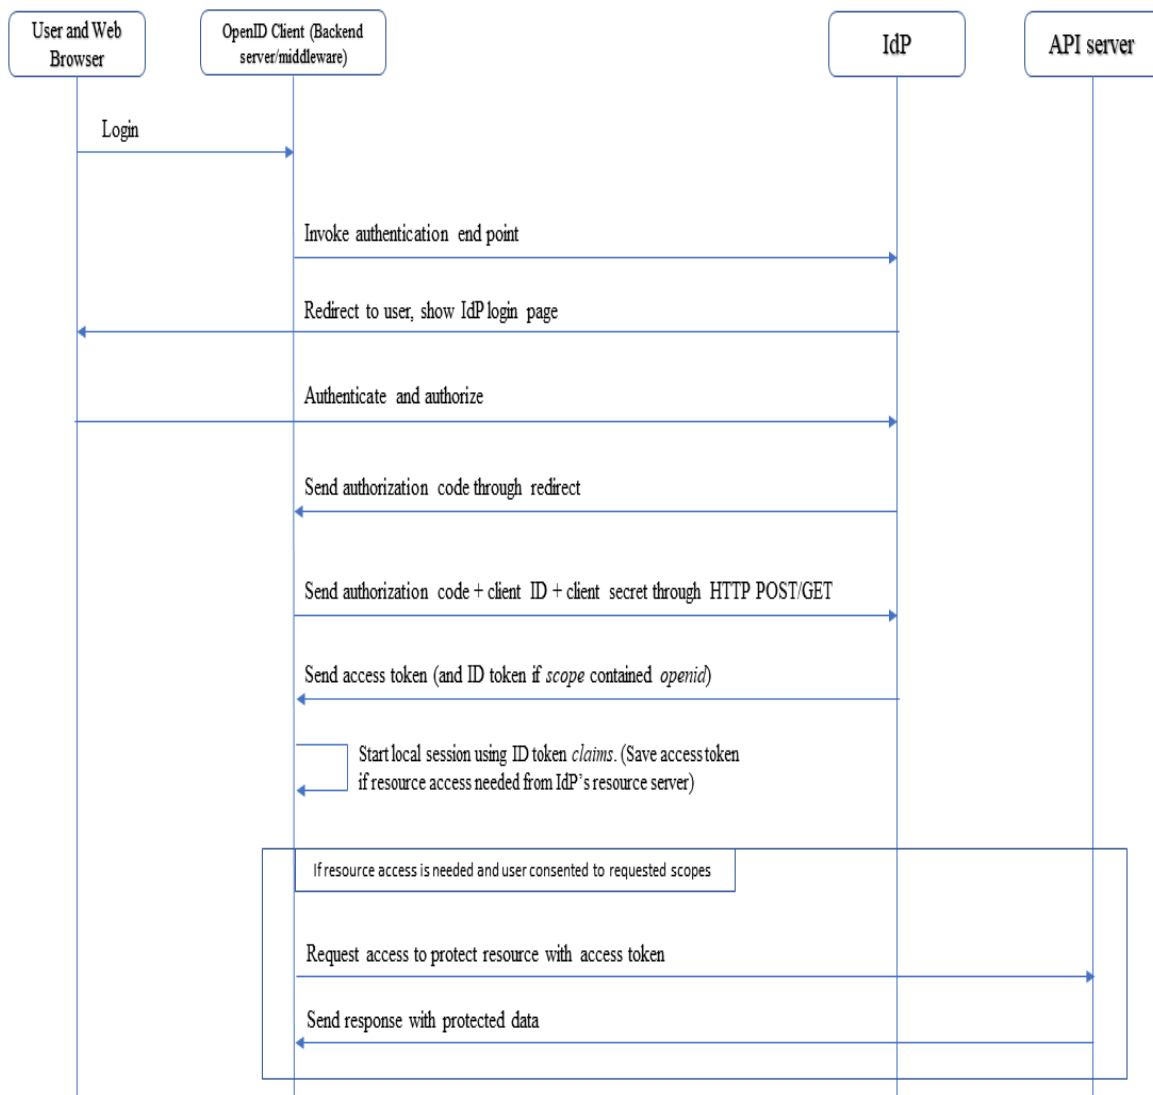 User and Web
Browser
OpenID Client (Backend
server/middleware)
IdP
API server
Login
Invoke authentication end point
Redirect to user, show IdP login page
Authenticate and authorize
Send authorization code through redirect
Send authorization code + client ID + client secret through HTTP POST/GET
Send access token (and ID token if scope contained openid)
Start local session using ID token claims. (Save access token
if resource access needed from IdP's resource server)
If resource access is needed and user consented to requested scopes
Request access to protect resource with access token
Send response with protected data